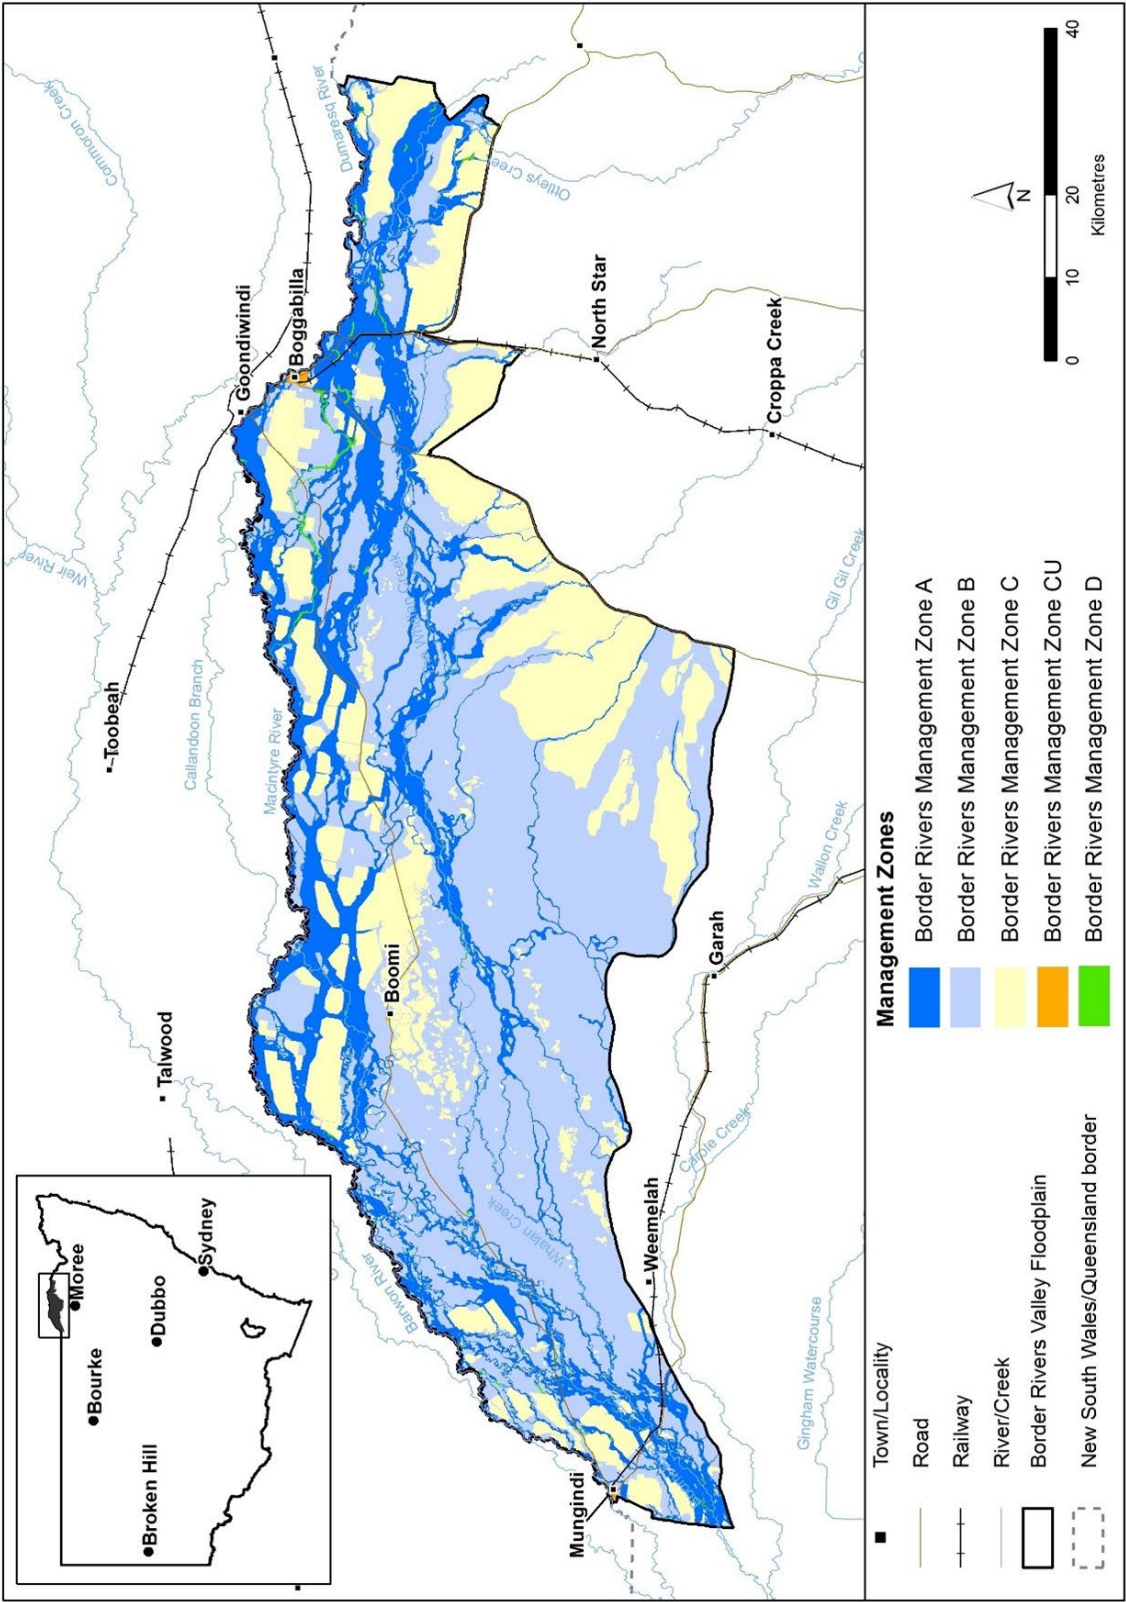 Commoron Creek
Dumaresq River
Ottleys Creek
Weir River
Goondiwindi
Boggabilla
North Star
Croppa Creek
Toobeah
Callandoon Branch
Macintyre River
Whalan Creek
Gil Gil Creek
Talwood
Boomi
Garah
Wallon Creek
Barwon River
Whalan Creek
Weemelah
Carole Creek
Mungindi
Gingham Watercourse
Moree
Bourke
Dubbo
Sydney
Broken Hill
N
0
10
20
40
Kilometres
Town/Locality
Road
Railway
River/Creek
Border Rivers Valley Floodplain
New South Wales/Queensland border
Management Zones
Border Rivers Management Zone A
Border Rivers Management Zone B
Border Rivers Management Zone C
Border Rivers Management Zone CU
Border Rivers Management Zone D